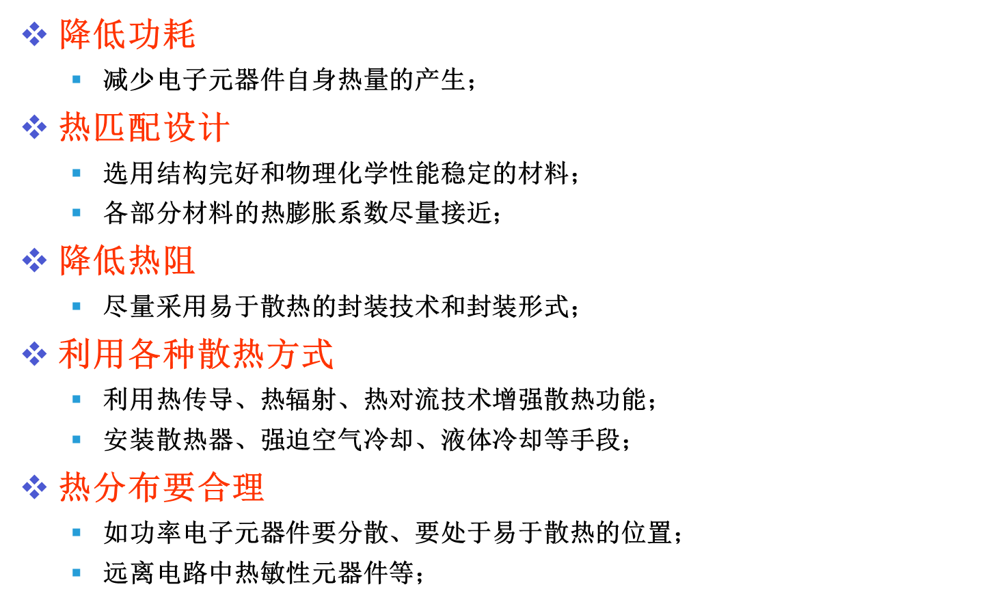 降低功耗
减少电子元器件自身热量的产生；
热匹配设计
选用结构完好和物理化学性能稳定的材料；
各部分材料的热膨胀系数尽量接近；
降低热阻
尽量采用易于散热的封装技术和封装形式；
利用各种散热方式
利用热传导、热辐射、热对流技术增强散热功能；
安装散热器、强迫空气冷却、液体冷却等手段；
热分布要合理
如功率电子元器件要分散、要处于易于散热的位置；
远离电路中热敏性元器件等；